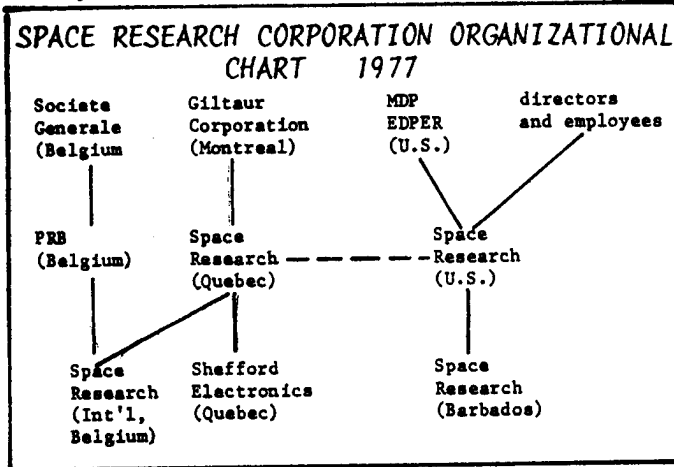 SPACE RESEARCH CORPORATION ORGANIZATIONAL
CHART 1977
Societe
Generale
(Belgium
Giltaur
Corporation
(Montreal)
MDP
EDPER
(U.S.)
directors
and employees
PRB
(Belgium)
Space
Research
(Quebec)
Space
Research
(U.S.)
Space
Research
(Int'l,
Belgium)
Shefford
Electronics
(Quebec)
Space
Research
(Barbados)